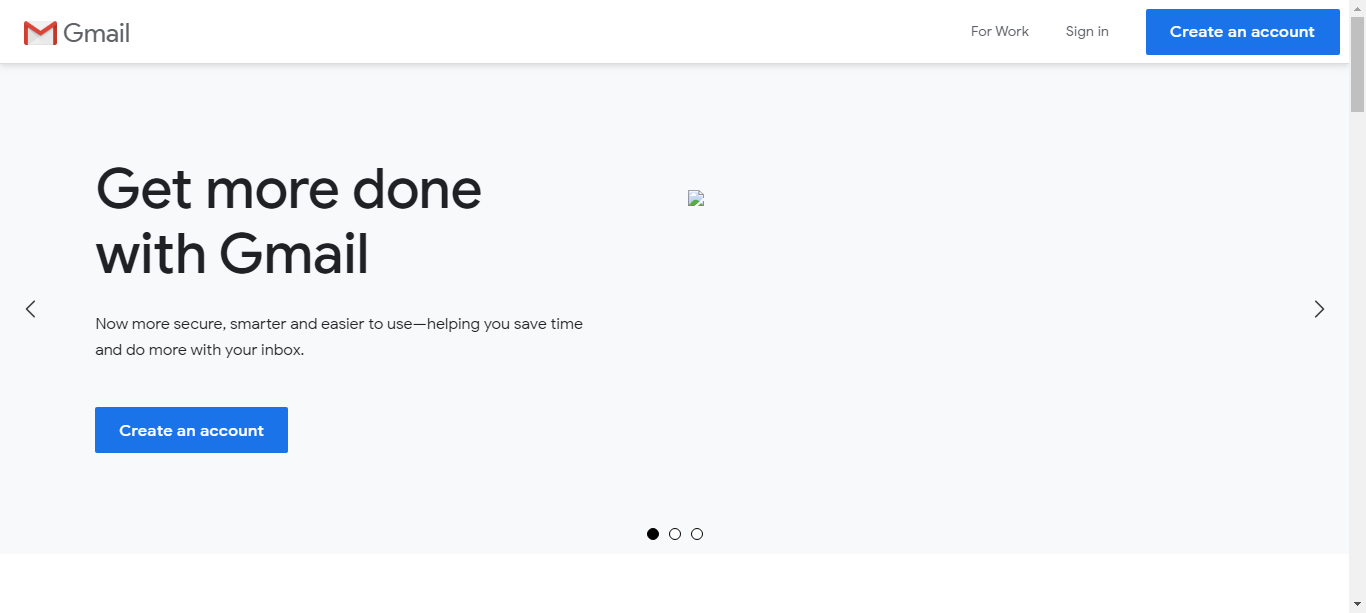 Gmail
For Work
Sign in
Create an account
Get more done
with Gmail
Now more secure, smarter and easier to use—helping you save time
and do more with your inbox.
Create an account